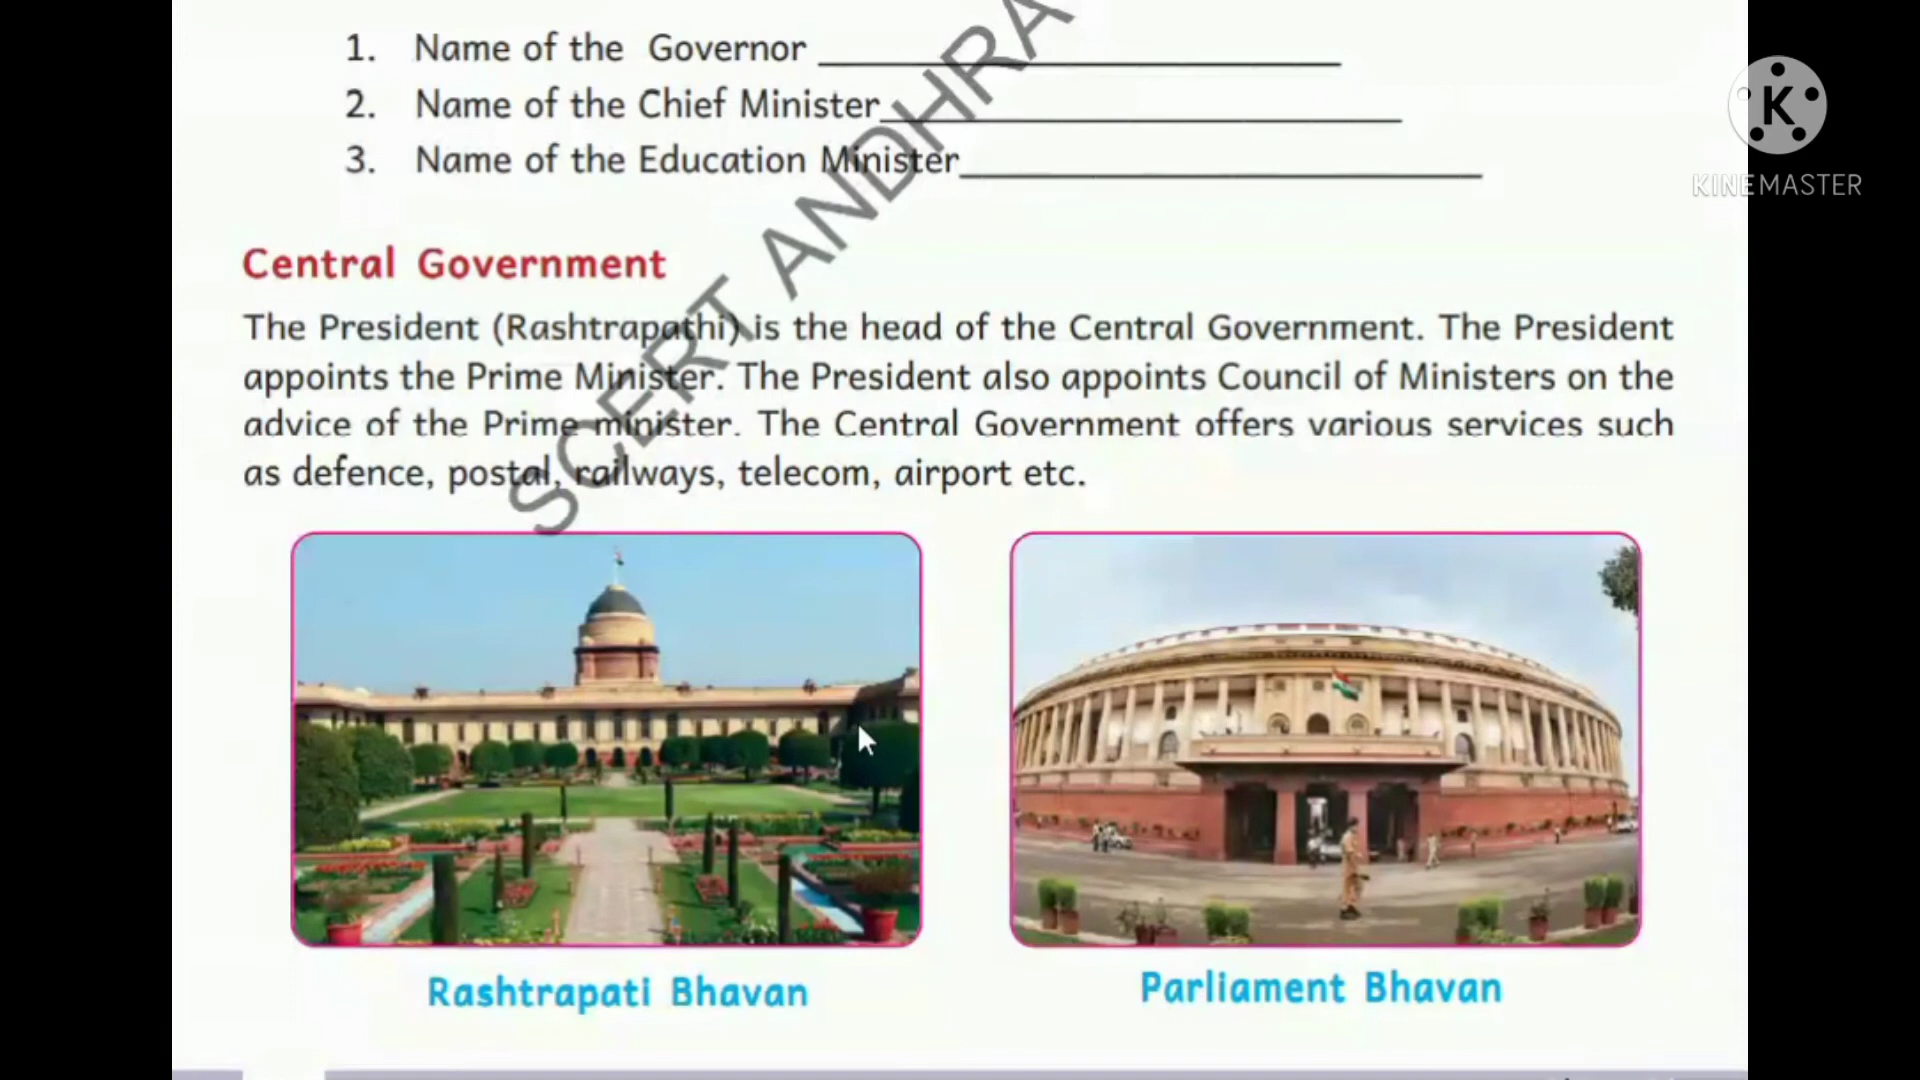 1. Name of the Governor
2. Name of the Chief Minister
3. Name of the Education Minister
K
KINEMASTER
SCERT ANDHRA
Central Government
The President (Rashtrapathi) is the head of the Central Government. The President
appoints the Prime Minister. The President also appoints Council of Ministers on the
advice of the Prime minister. The Central Government offers various services such
as defence, postal, railways, telecom, airport etc.
Rashtrapati Bhavan
Parliament Bhavan